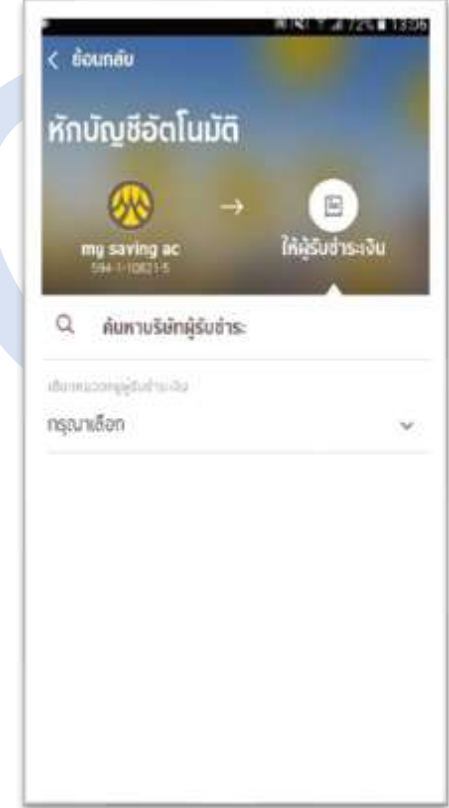 72% 13:06
< ย้อนกลับ
หักบัญชีอัตโนมัติ
my saving ac
594-1-10821-5
→
ให้ผู้รับชำระเงิน
ค้นหาบริษัทผู้รับชำระ
กรุณาเลือก